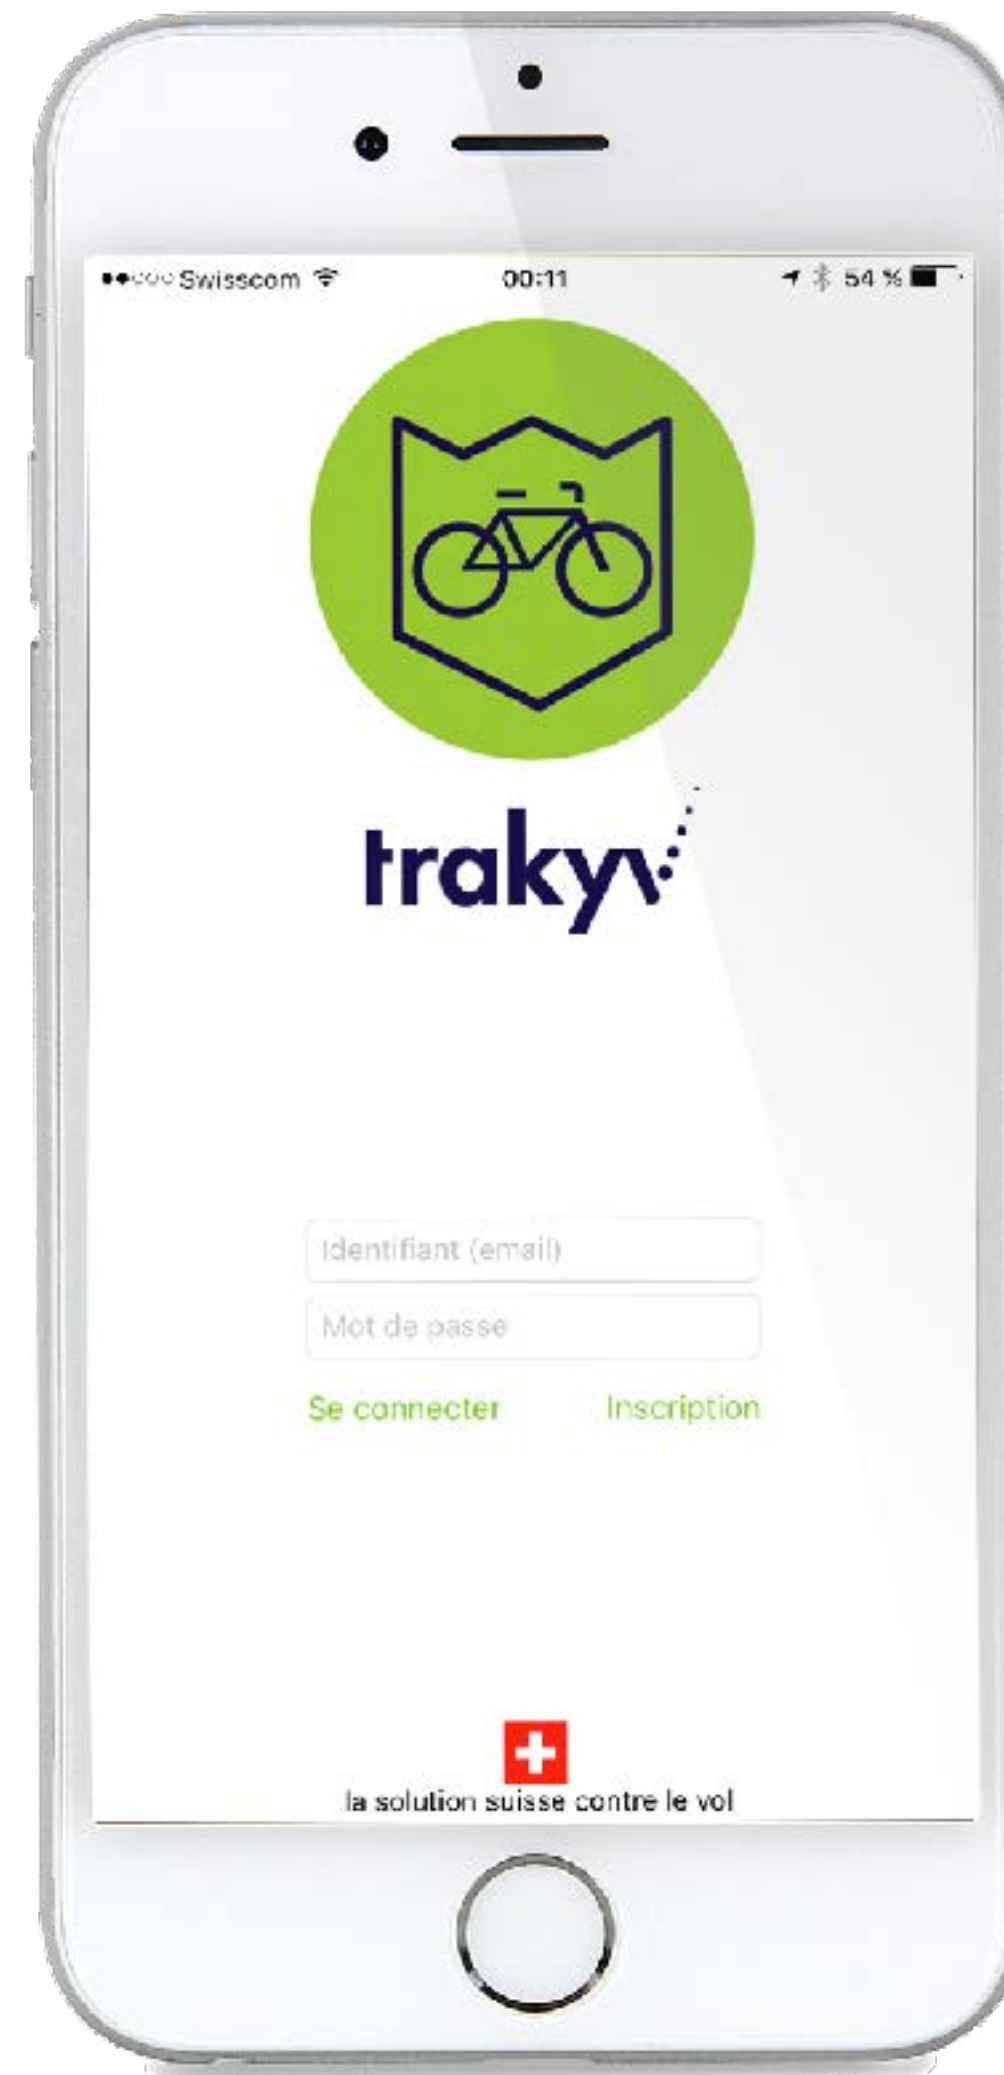 Swisscom 00:11 54 %
trakyv
Identifiant (email)
Mot de passe
Se connecter Inscription
la solution suisse contre le vol